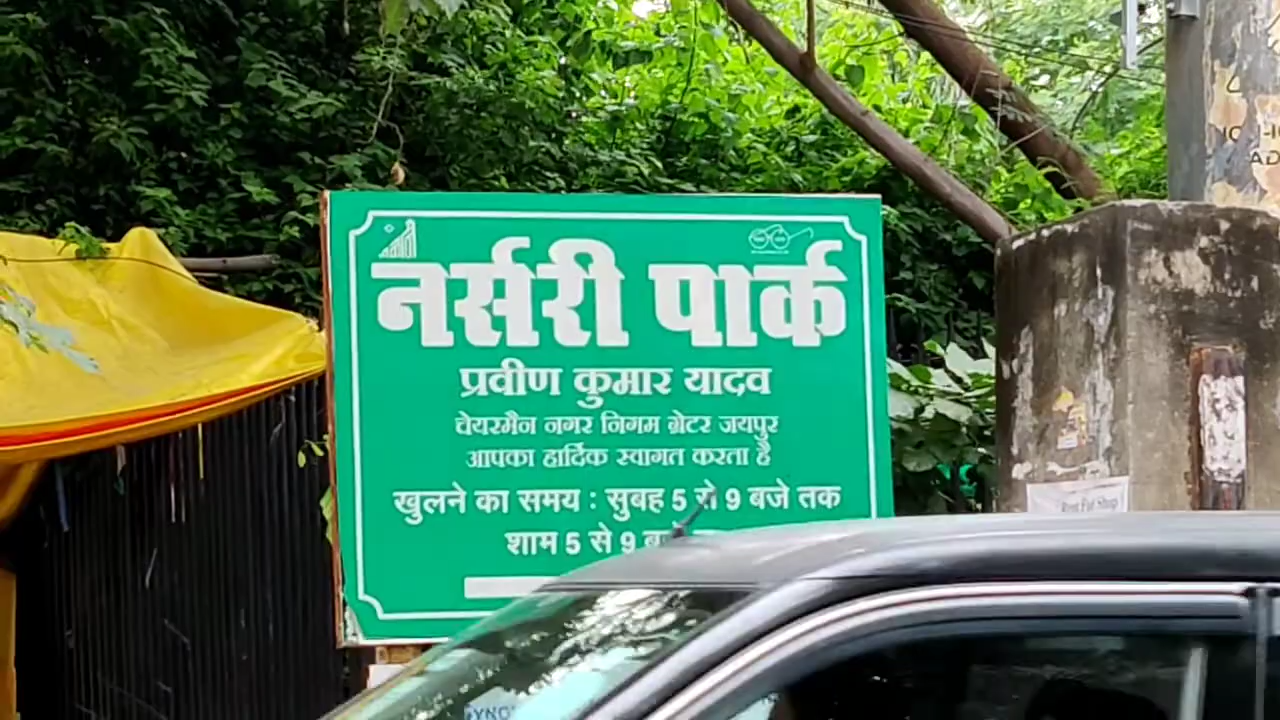 नर्सरी पार्क
प्रवीण कुमार यादव
चेयरमैन नगर निगम ग्रेटर जयपुर
आपका हार्दिक स्वागत करता है
खुलने का समय : सुबह 5 से 9 बजे तक
शाम 5 से 9